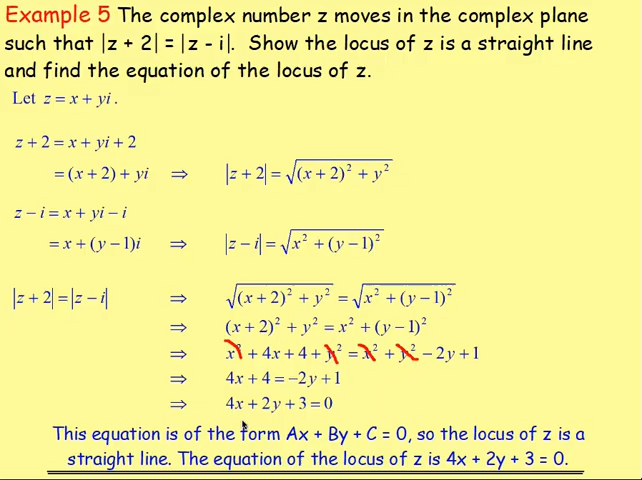 Example 5 The complex number z moves in the complex plane
such that |z + 2| = |z - i|. Show the locus of z is a straight line
and find the equation of the locus of z.
Let z = x + yi .
z + 2 = x + yi + 2
= (x + 2) + yi ⇒ |z + 2| = √((x + 2)² + y²)
z − i = x + yi − i
= x + (y − 1)i ⇒ |z − i| = √(x² + (y − 1)²)
|z + 2| = |z − i| ⇒ √((x + 2)² + y²) = √(x² + (y − 1)²)
⇒ (x + 2)² + y² = x² + (y − 1)²
⇒ x² + 4x + 4 + y² = x² + y² − 2y + 1
⇒ 4x + 4 = −2y + 1
⇒ 4x + 2y + 3 = 0
This equation is of the form Ax + By + C = 0, so the locus of z is a
straight line. The equation of the locus of z is 4x + 2y + 3 = 0.